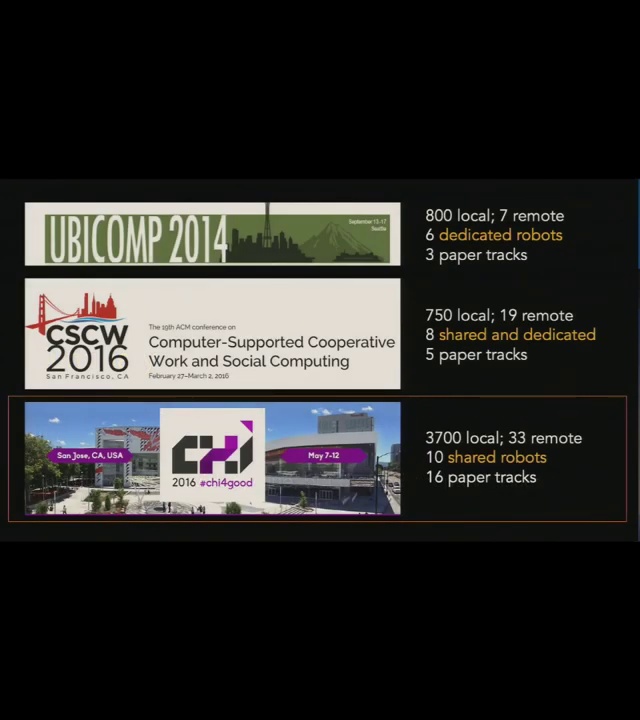 UBICOMP 2014
September 13-17
Seattle
800 local; 7 remote
6 dedicated robots
3 paper tracks
CSCW
2016
San Francisco, CA
The 19th ACM conference on
Computer-Supported Cooperative
Work and Social Computing
February 27-March 2, 2016
750 local; 19 remote
8 shared and dedicated
5 paper tracks
San Jose, CA, USA
CHI
2016 #chi4good
May 7-12
3700 local; 33 remote
10 shared robots
16 paper tracks